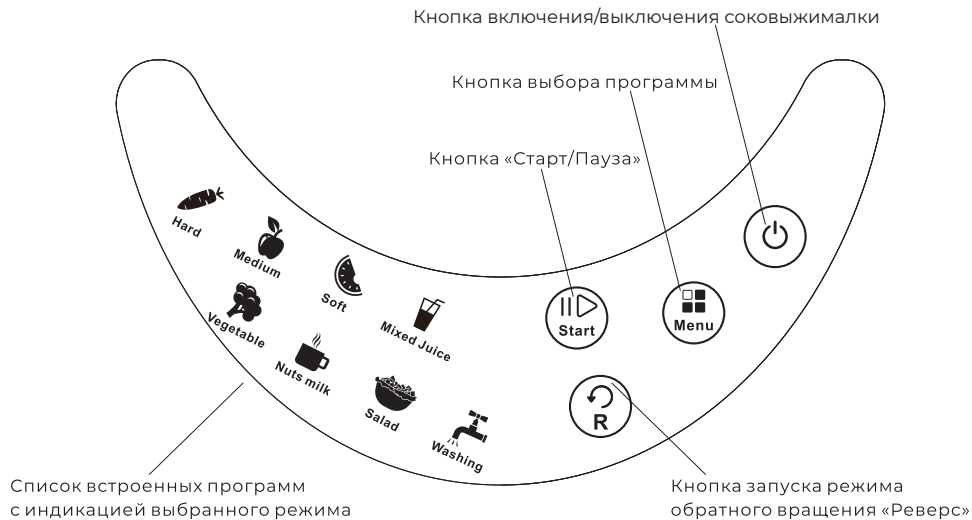 Кнопка включения/выключения соковыжималки
Кнопка выбора программы
Кнопка «Старт/Пауза»
Hard
Medium
Soft
Mixed Juice
Vegetable
Nuts milk
Salad
Washing
Start
Menu
R
Список встроенных программ
с индикацией выбранного режима
Кнопка запуска режима
обратного вращения «Реверс»